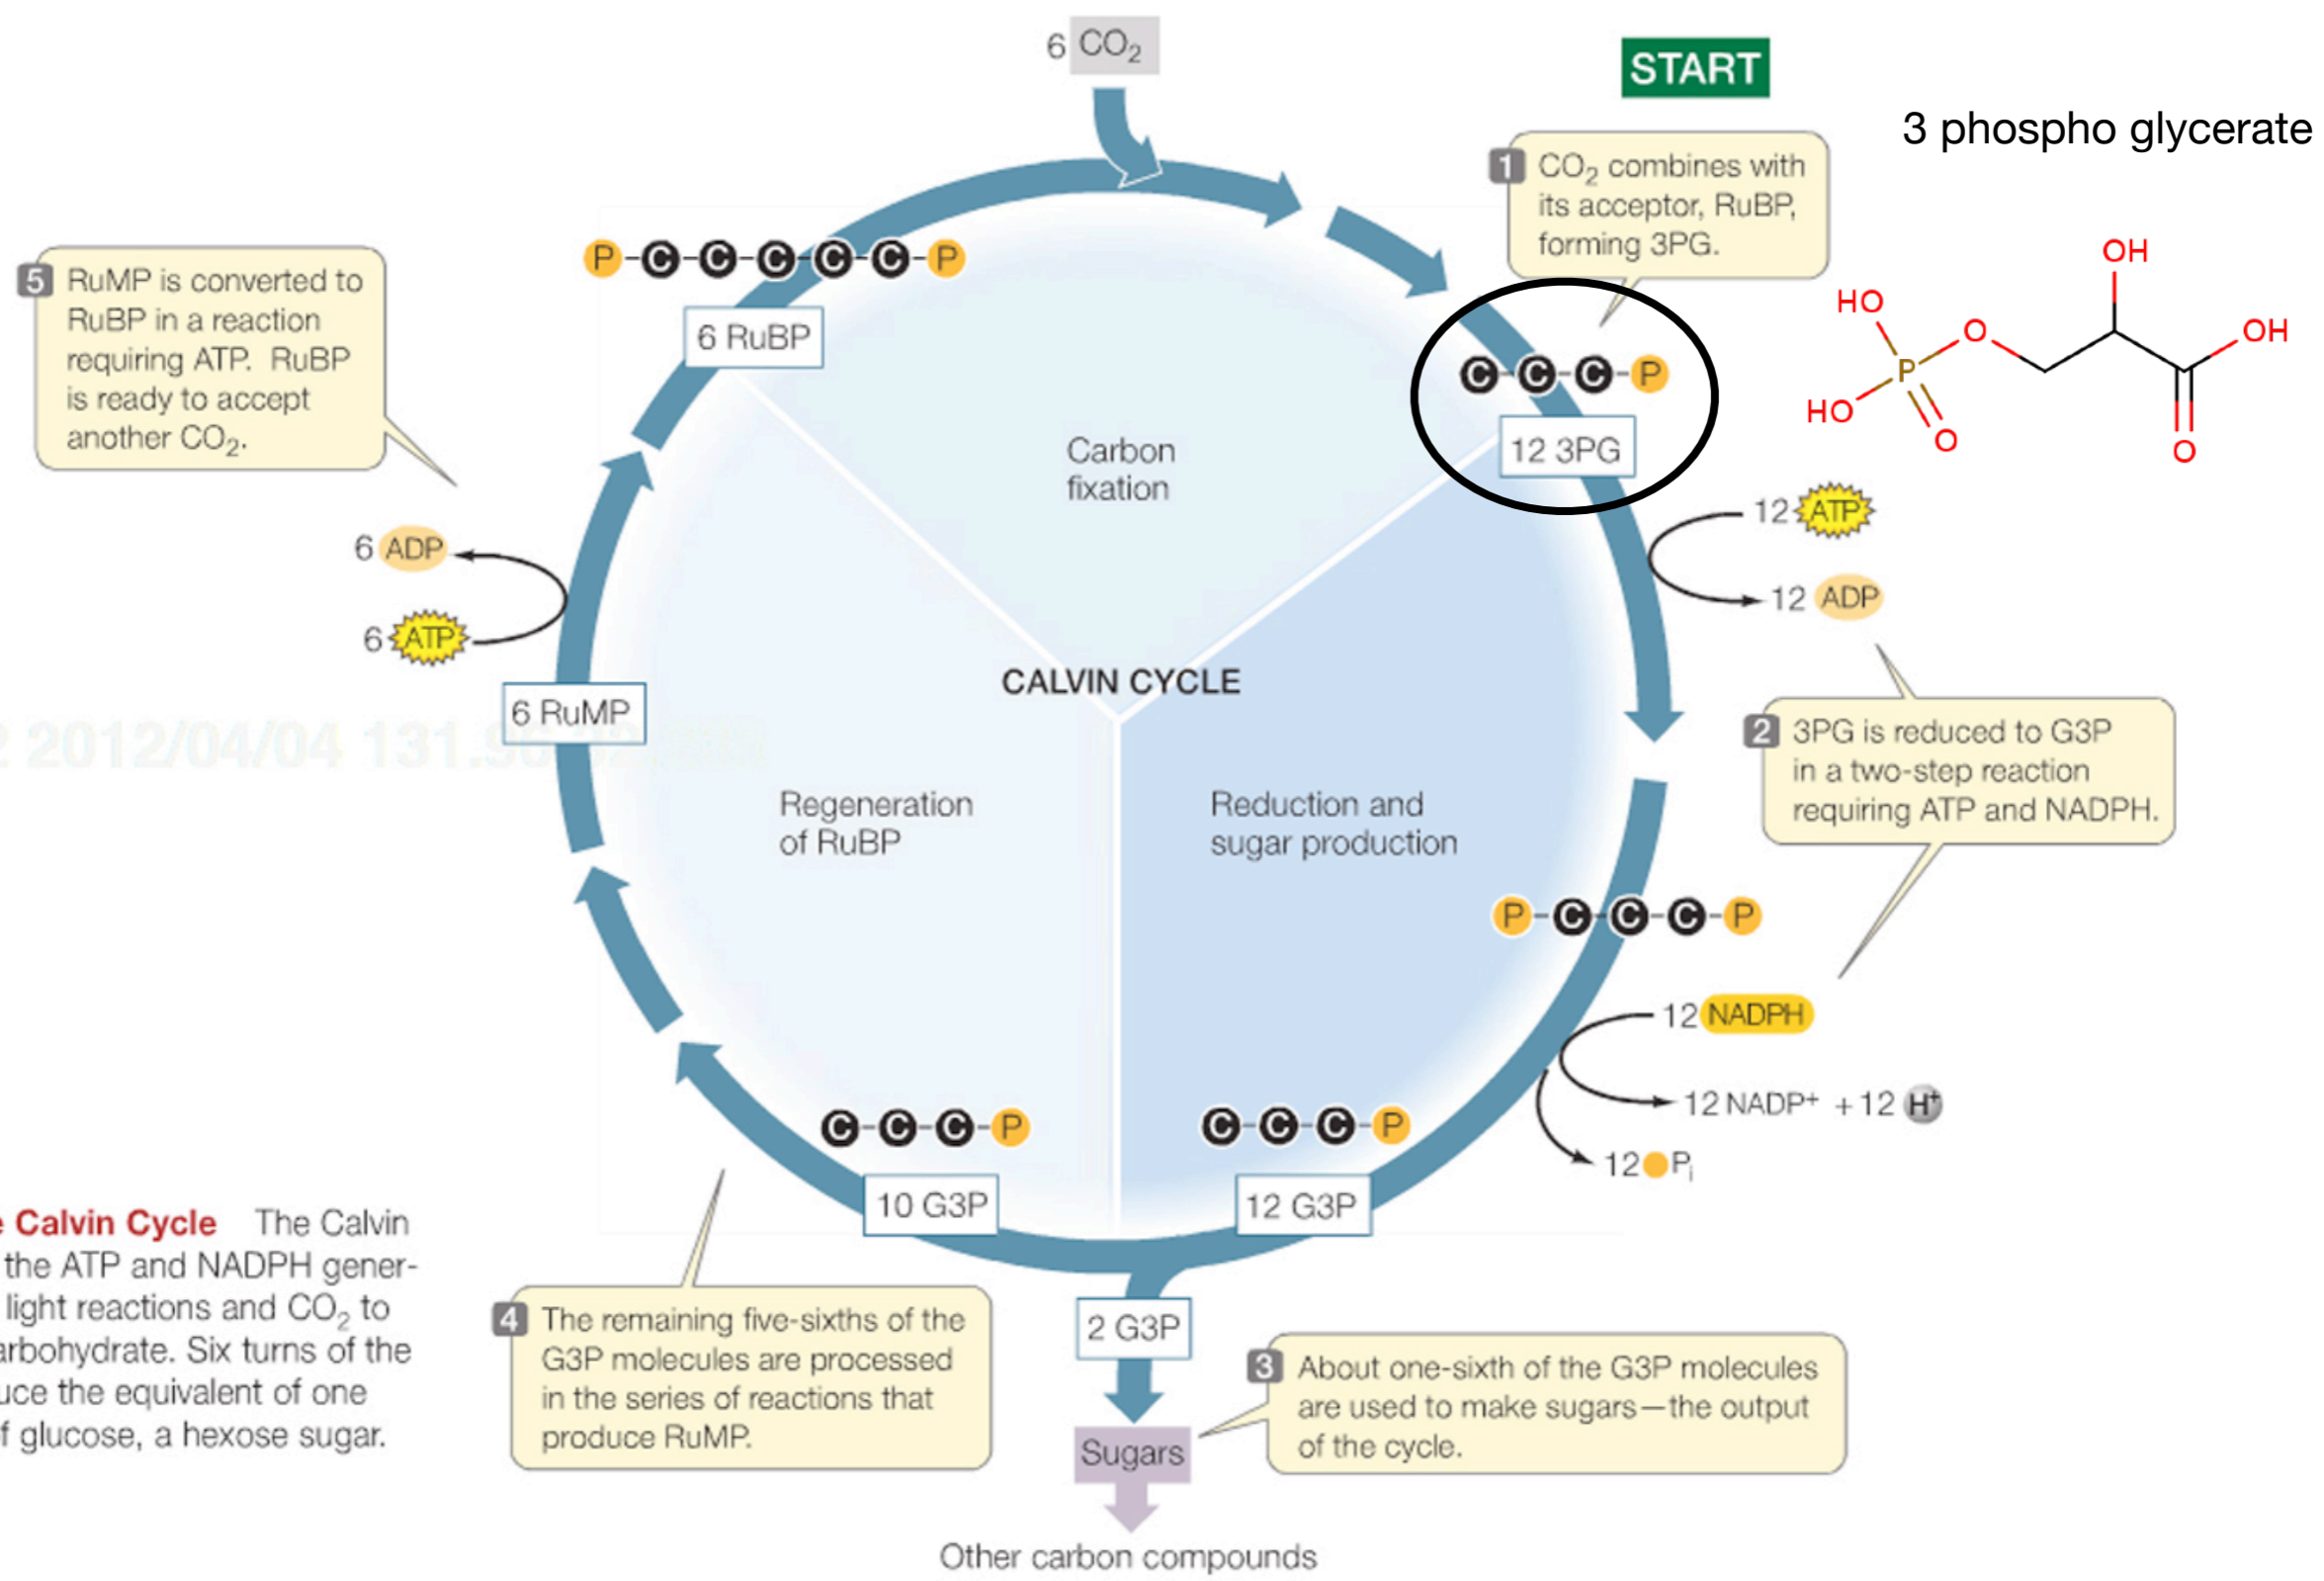 6 CO₂
START
3 phospho glycerate
1 CO₂ combines with
its acceptor, RuBP,
forming 3PG.
OH
HO
O
OH
P
HO
O
O
5 RuMP is converted to
RuBP in a reaction
requiring ATP. RuBP
is ready to accept
another CO₂.
P-C-C-C-C-C-P
6 RuBP
C-C-C-P
12 3PG
Carbon
fixation
12 ATP
12 ADP
6 ADP
6 ATP
CALVIN CYCLE
6 RuMP
2 2012/04/04 131.96
2 3PG is reduced to G3P
in a two-step reaction
requiring ATP and NADPH.
Regeneration
of RuBP
Reduction and
sugar production
P-C-C-C-P
12 NADPH
12 NADP⁺ + 12 H⁺
12 Pi
C-C-C-P
10 G3P
C-C-C-P
12 G3P
e Calvin Cycle The Calvin
the ATP and NADPH gener-
light reactions and CO₂ to
arbohydrate. Six turns of the
uce the equivalent of one
f glucose, a hexose sugar.
4 The remaining five-sixths of the
G3P molecules are processed
in the series of reactions that
produce RuMP.
2 G3P
3 About one-sixth of the G3P molecules
are used to make sugars—the output
of the cycle.
Sugars
Other carbon compounds